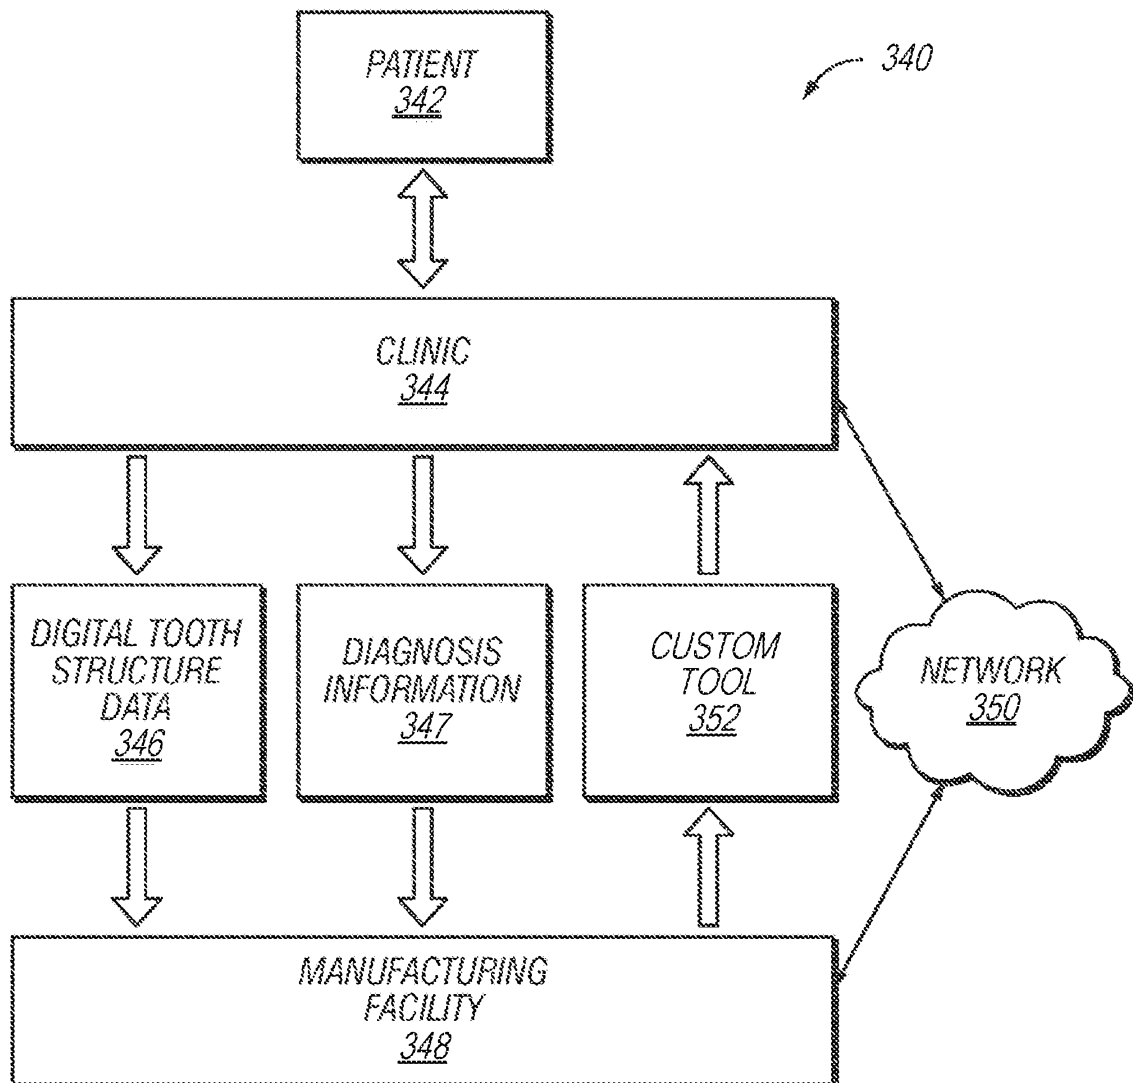 PATIENT
342
340
CLINIC
344
DIGITAL TOOTH
STRUCTURE
DATA
346
DIAGNOSIS
INFORMATION
347
CUSTOM
TOOL
352
NETWORK
350
MANUFACTURING
FACILITY
348